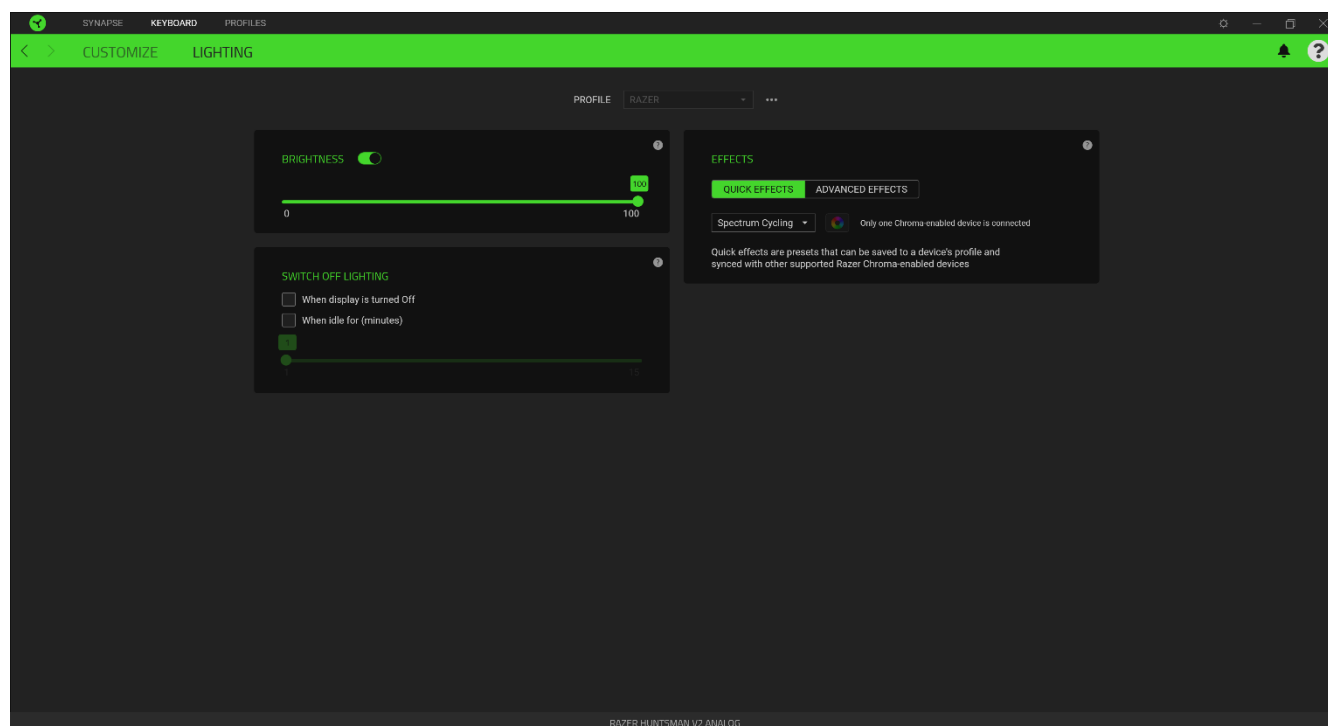 SYNAPSE KEYBOARD PROFILES
CUSTOMIZE LIGHTING
PROFILE RAZER
BRIGHTNESS
100
0 100
SWITCH OFF LIGHTING
When display is turned Off
When idle for (minutes)
1
1 15
EFFECTS
QUICK EFFECTS ADVANCED EFFECTS
Spectrum Cycling Only one Chroma-enabled device is connected
Quick effects are presets that can be saved to a device's profile and
synced with other supported Razer Chroma-enabled devices
RAZER HUNTSMAN V2 ANALOG